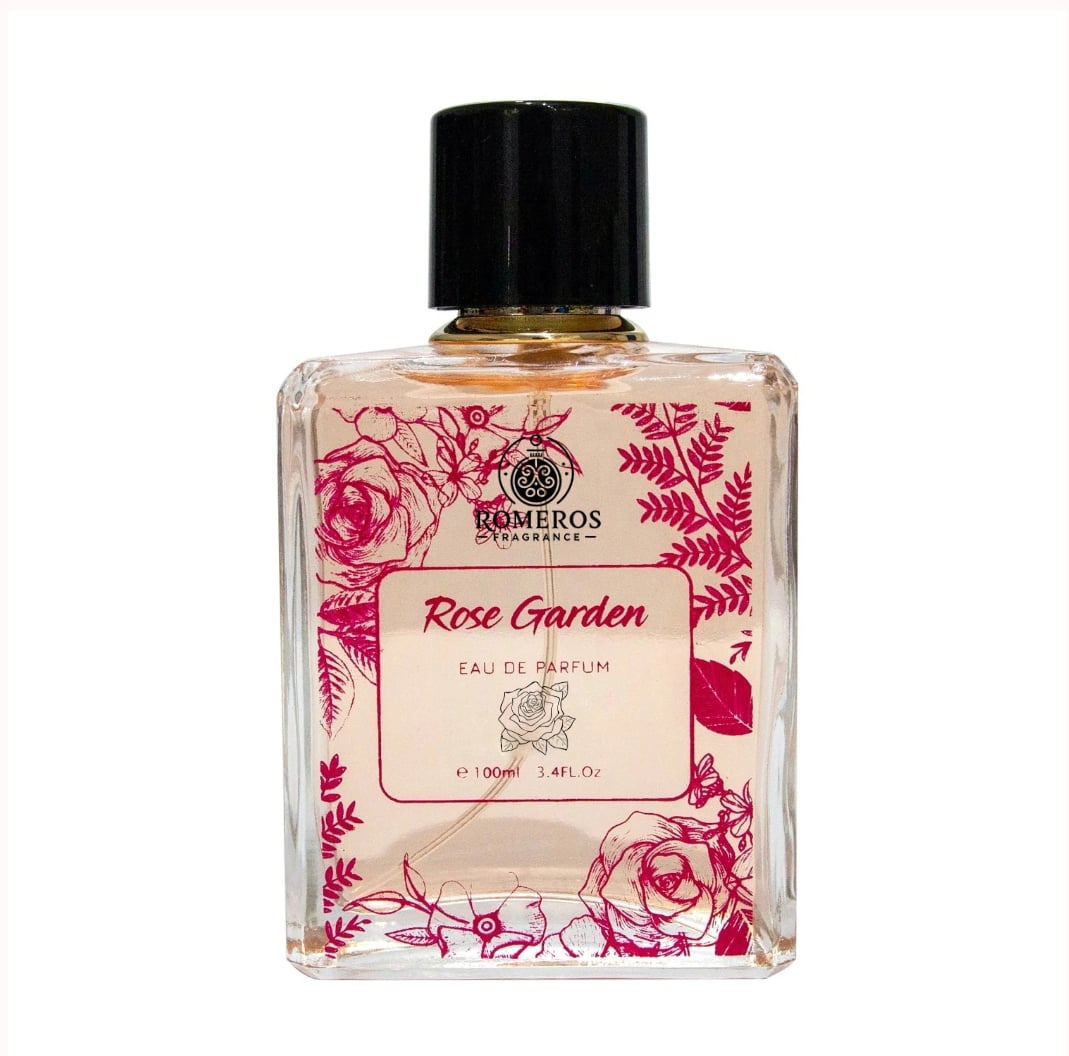 ROMEROS
FRAGRANCE
Rose Garden
EAU DE PARFUM
℮ 100ml 3.4FL.Oz